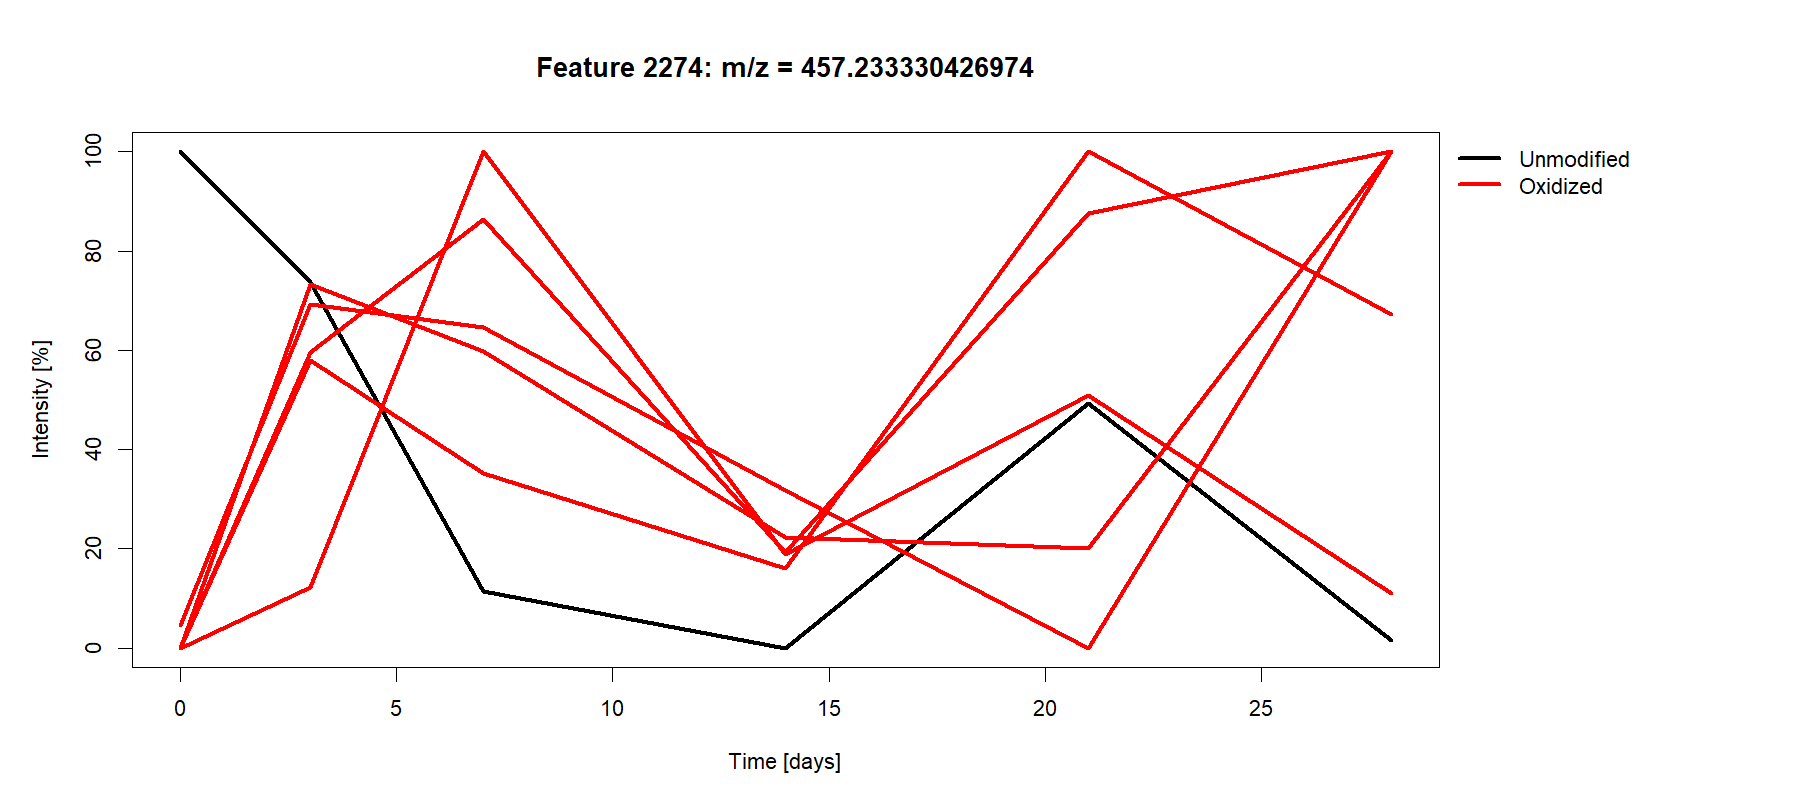 Feature 2274: m/z = 457.233330426974
100
80
60
40
20
0
Intensity [%]
0 5 10 15 20 25
Time [days]
Unmodified
Oxidized